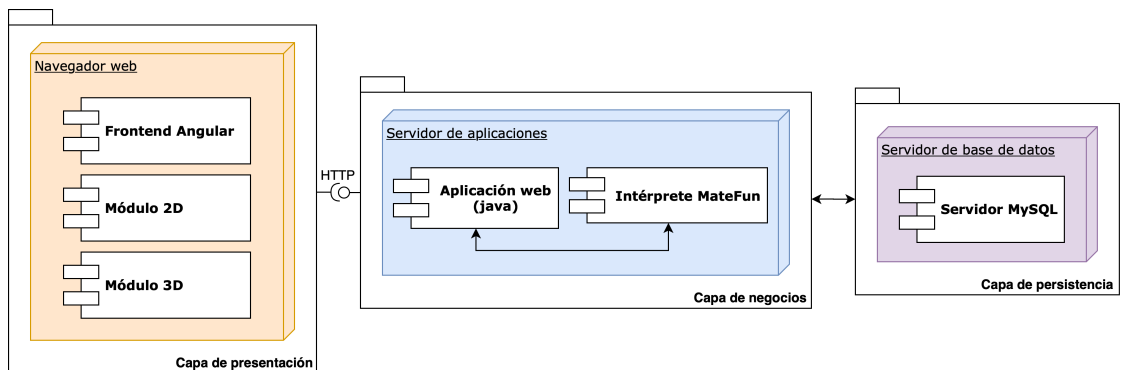 Navegador web
Frontend Angular
Módulo 2D
Módulo 3D
Capa de presentación
HTTP
Servidor de aplicaciones
Aplicación web
(java)
Intérprete MateFun
Capa de negocios
Servidor de base de datos
Servidor MySQL
Capa de persistencia